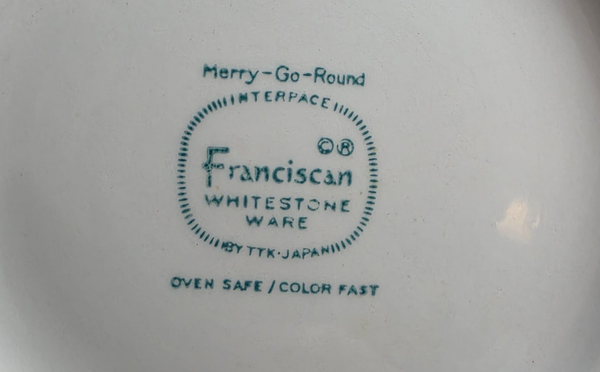 Merry-Go-Round
INTERPACE
©®
Franciscan
WHITESTONE
WARE
BY TTK·JAPAN
OVEN SAFE/COLOR FAST